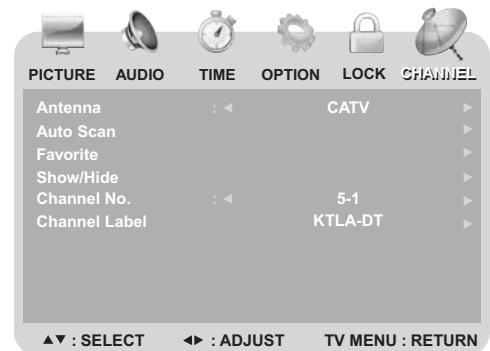 PICTURE AUDIO TIME OPTION LOCK CHANNEL
Antenna : ◀ CATV ▶
Auto Scan ▶
Favorite ▶
Show/Hide ▶
Channel No. : ◀ 5-1 ▶
Channel Label KTLA-DT ▶
▲▼ : SELECT ◀▶ : ADJUST TV MENU : RETURN